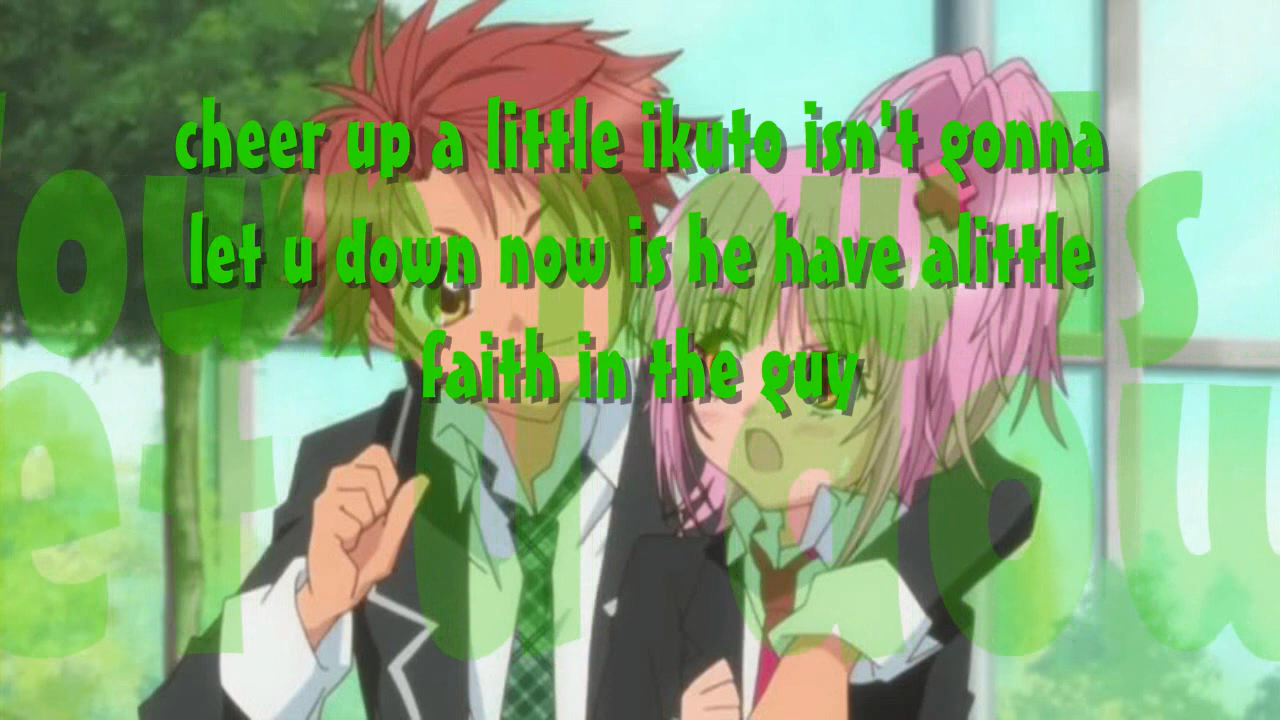 cheer up a little ikuto isn't gonna
let u down now is he have alittle
faith in the guy